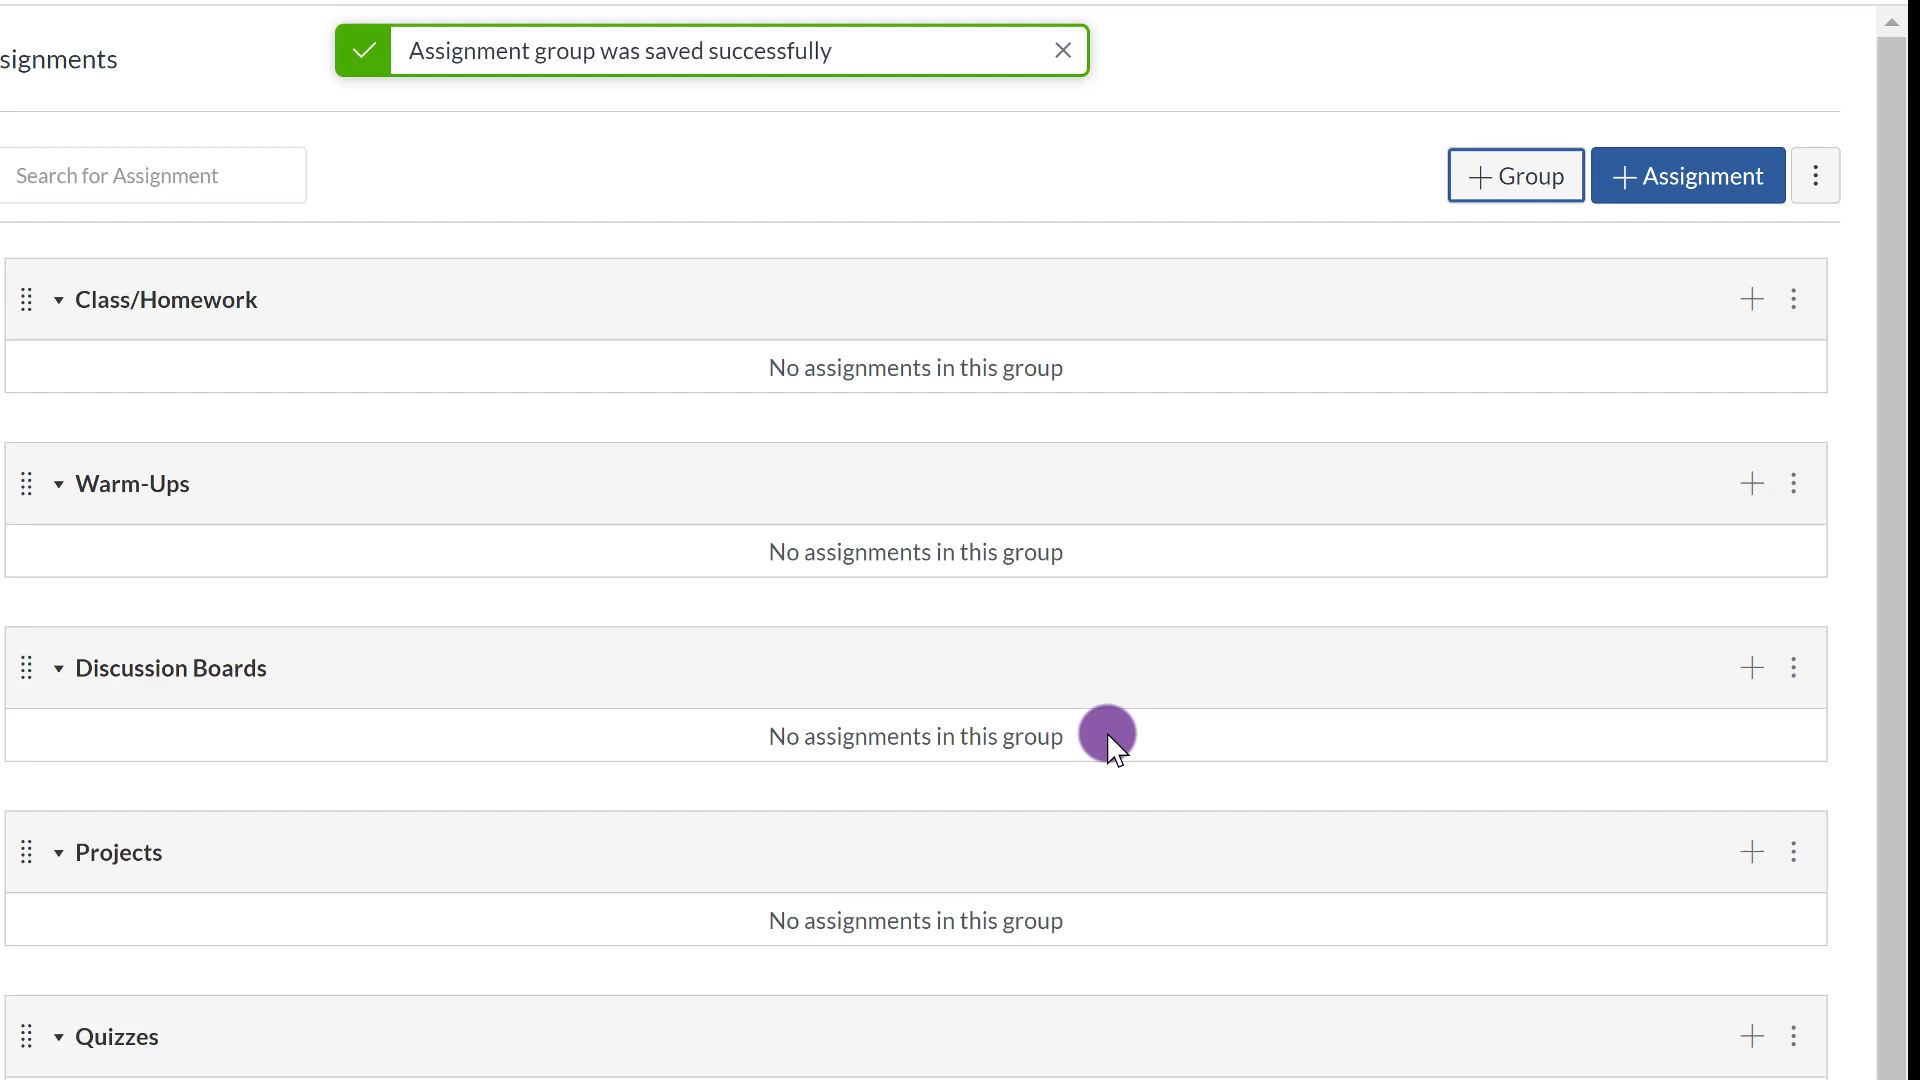 signments
Assignment group was saved successfully
Search for Assignment
Group
Assignment
Class/Homework
No assignments in this group
Warm-Ups
No assignments in this group
Discussion Boards
No assignments in this group
Projects
No assignments in this group
Quizzes